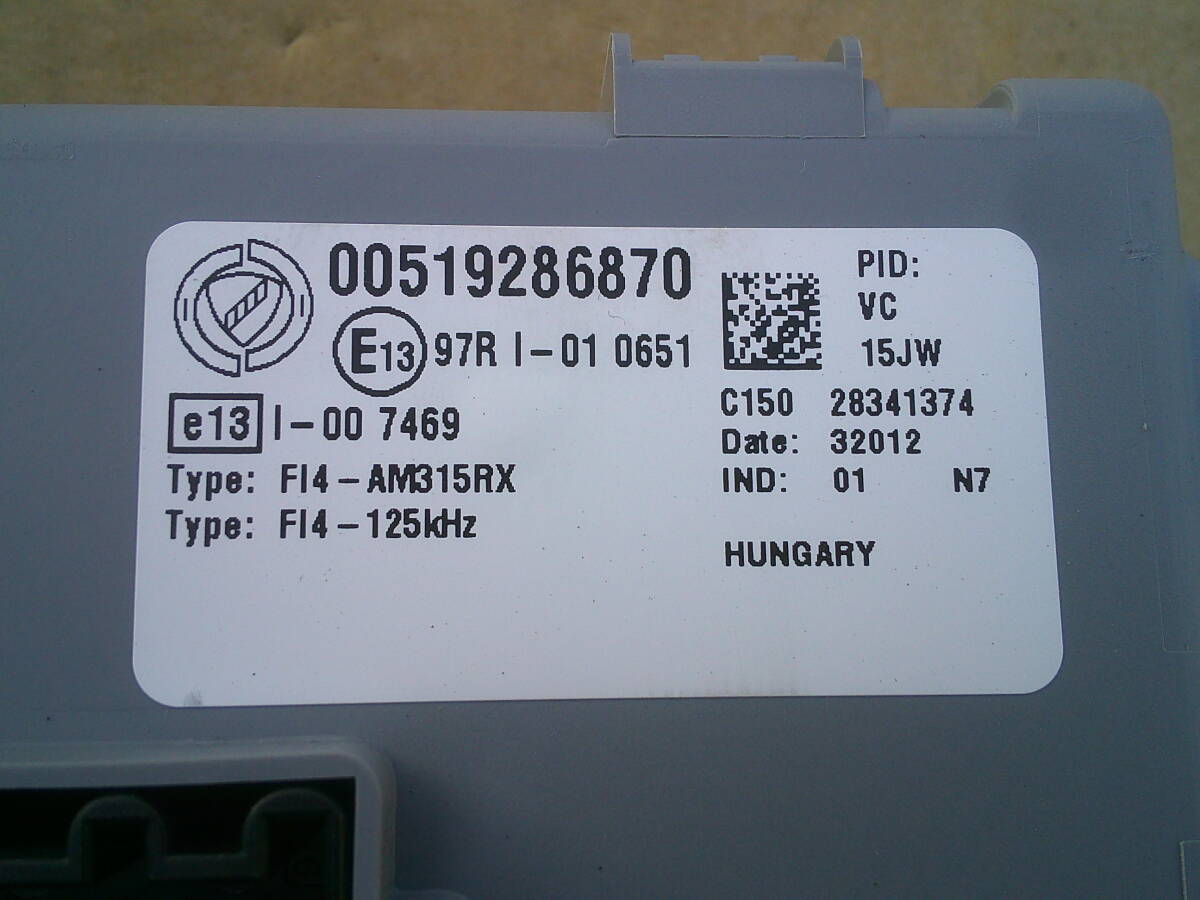 00519286870
E13 97R I-01 0651
e13 I-00 7469
Type: FI4-AM315RX
Type: FI4-125kHz
PID:
VC
15JW
C150 28341374
Date: 32012
IND: 01 N7
HUNGARY